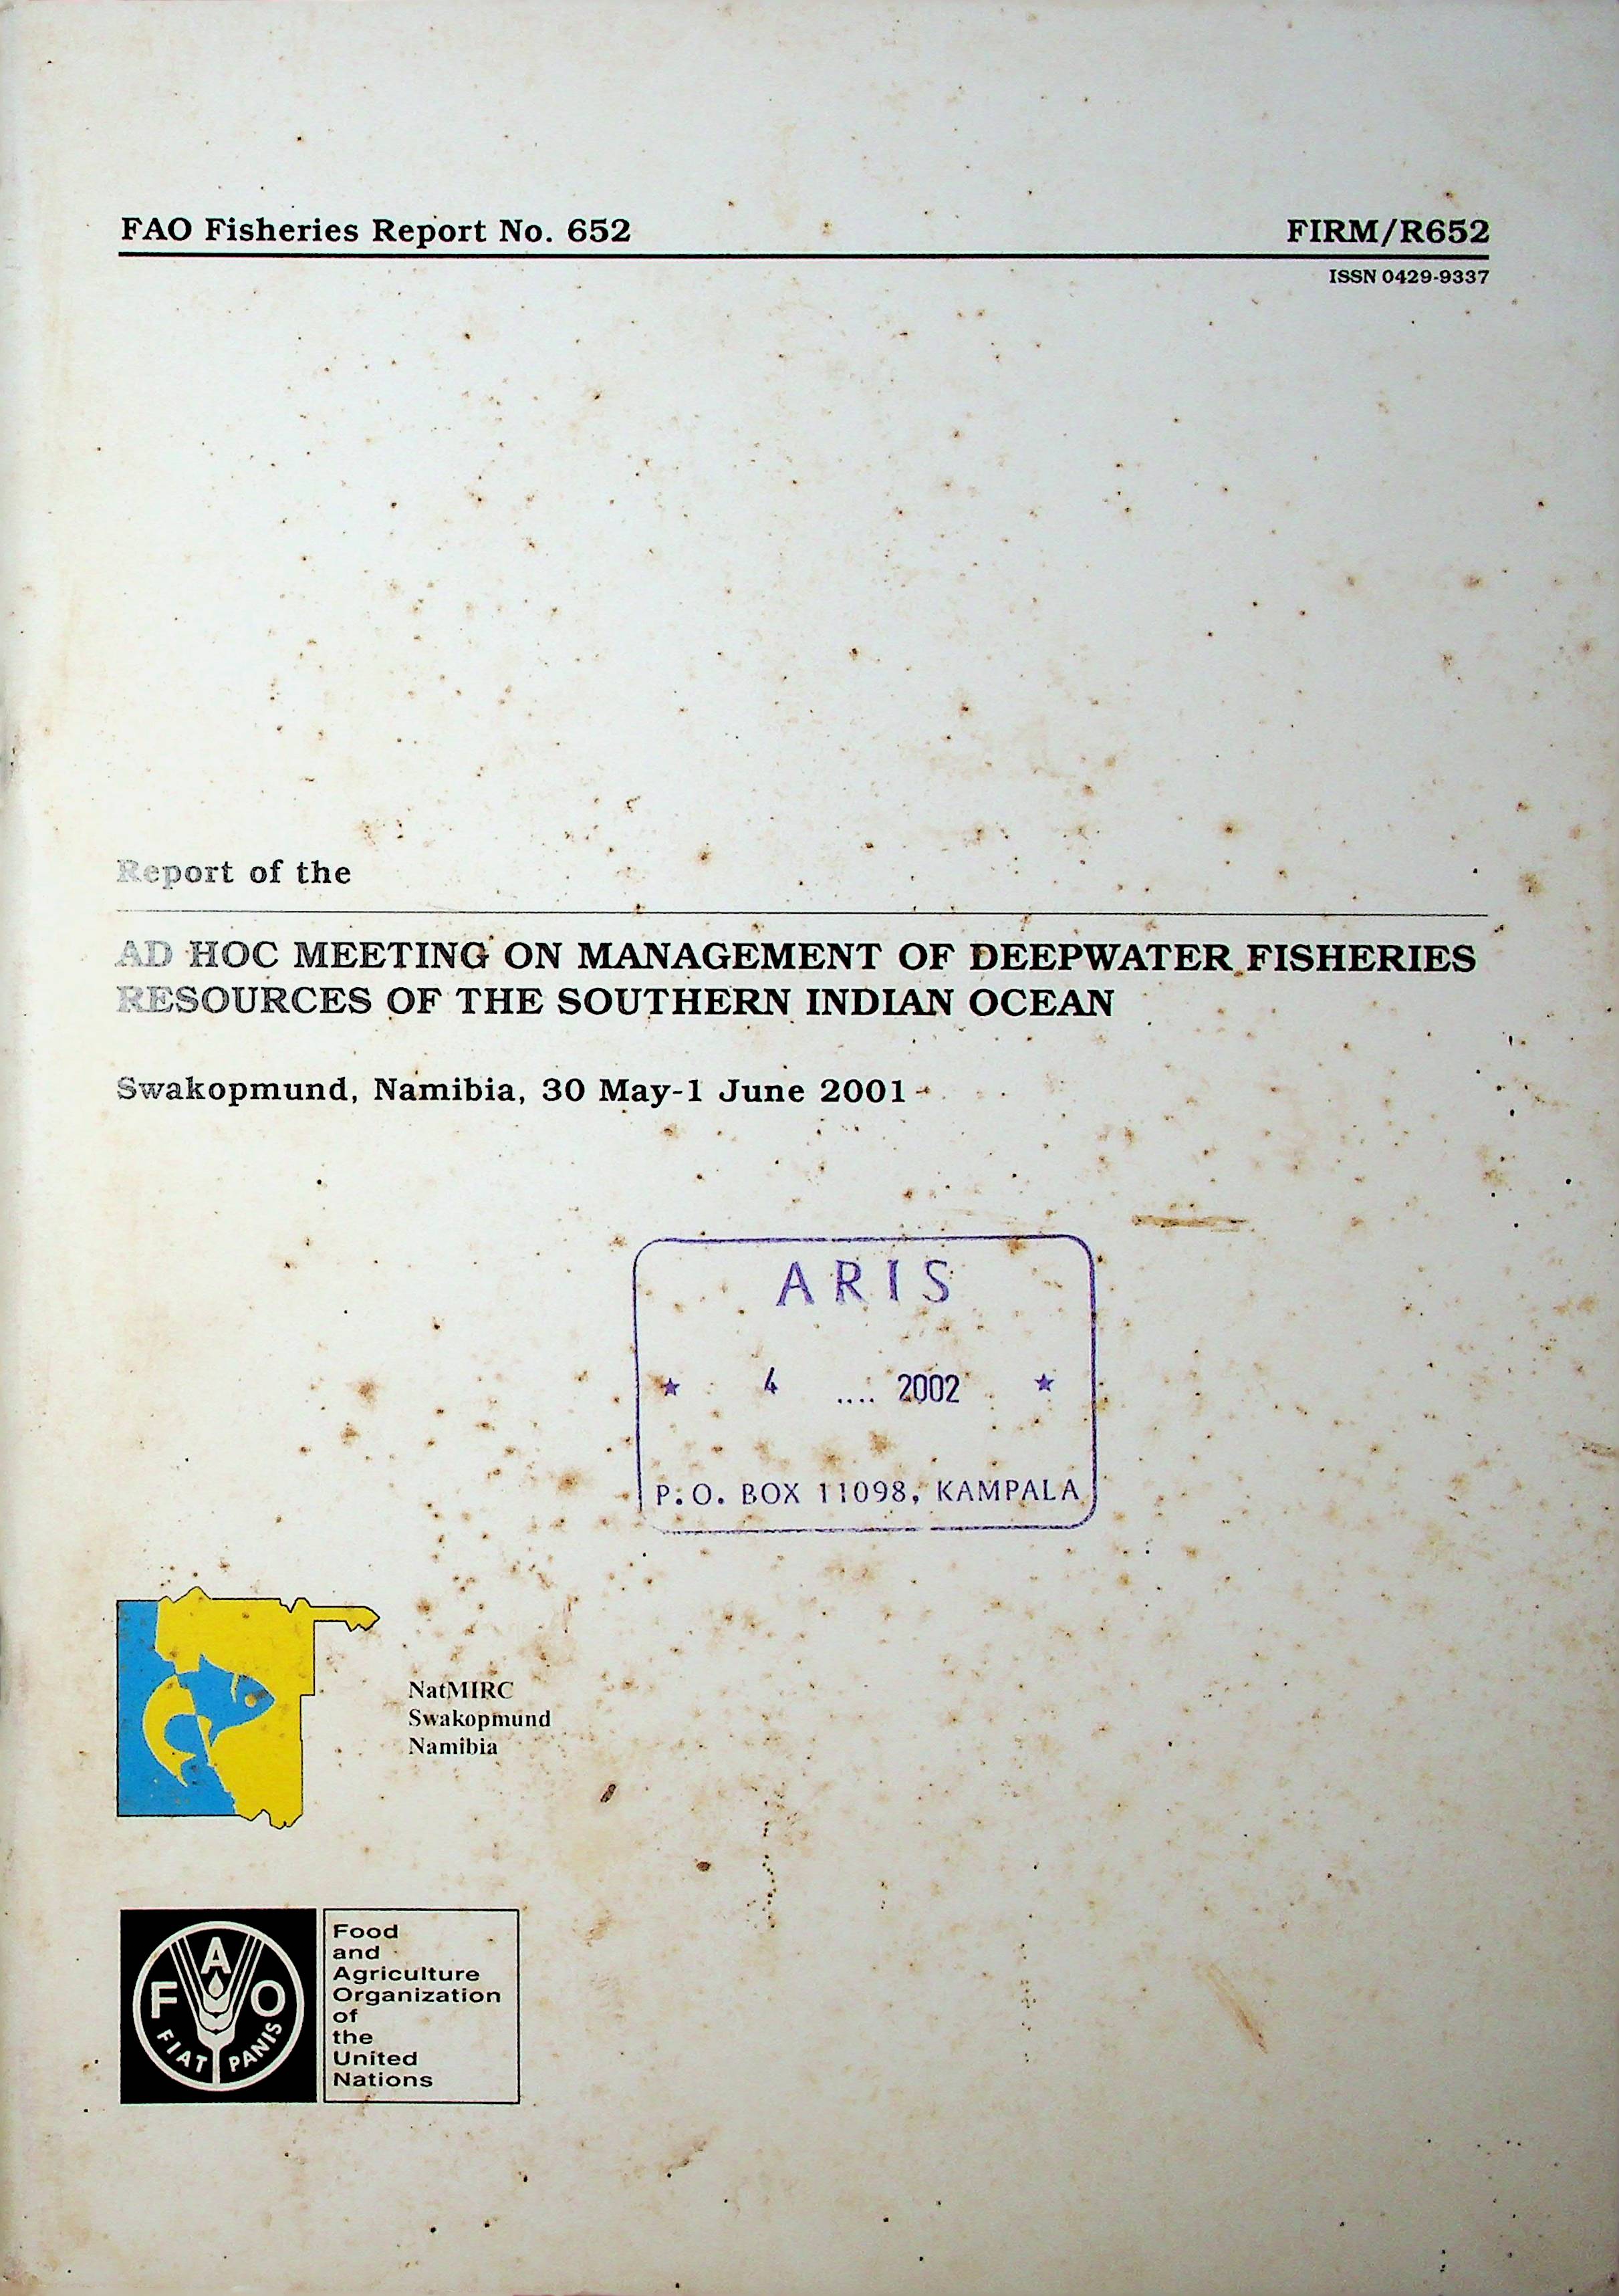 FAO Fisheries Report No. 652
FIRM/R652
ISSN 0429-9337
Report of the
AD HOC MEETING ON MANAGEMENT OF DEEPWATER FISHERIES
RESOURCES OF THE SOUTHERN INDIAN OCEAN
Swakopmund, Namibia, 30 May-1 June 2001
ARIS
★ 4 .... 2002 ★
P. O. BOX 11098, KAMPALA
NatMIRC
Swakopmund
Namibia
F A O
FIAT PANIS
Food
and
Agriculture
Organization
of
the
United
Nations